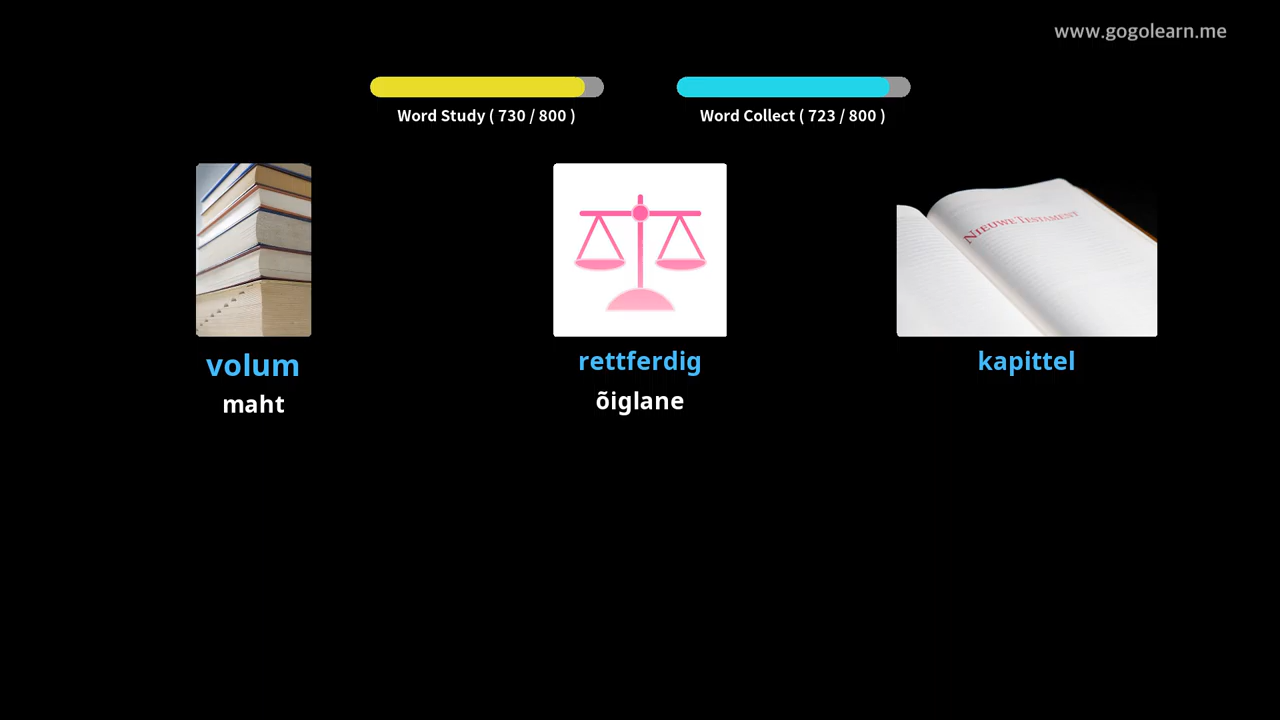 www.gogolearn.me
Word Study ( 730 / 800 )
Word Collect ( 723 / 800 )
NIEUWE TESTAMENT
volum
rettferdig
kapittel
maht
õiglane